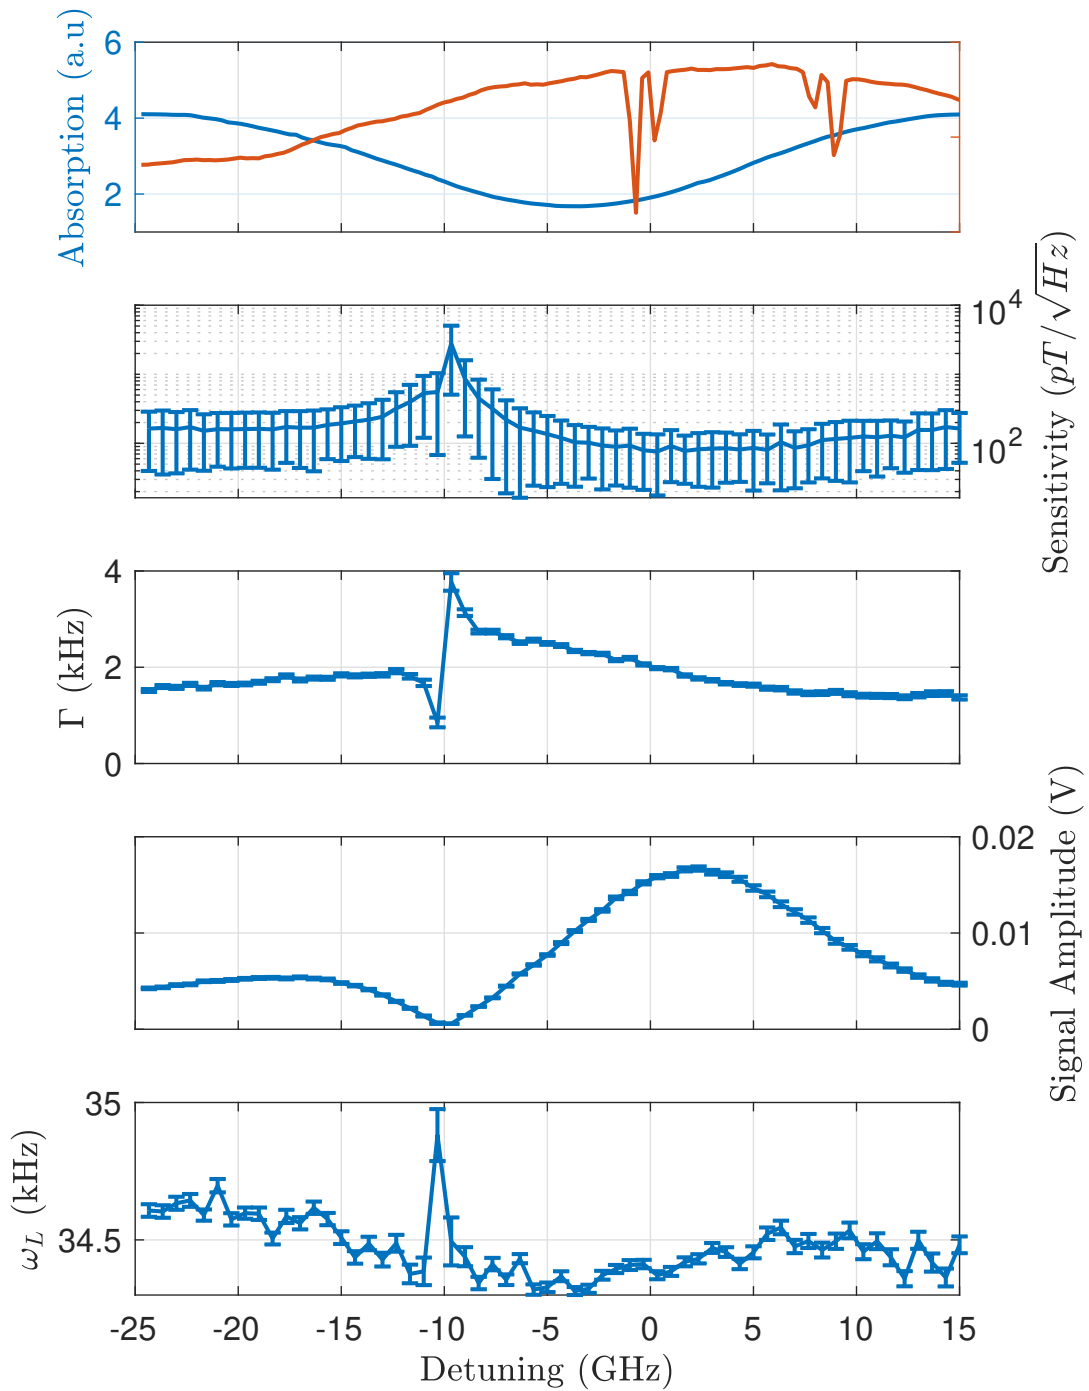 Absorption (a.u)
6
4
2
Sensitivity (pT/√Hz)
10^4
10^2
Γ (kHz)
4
2
0
Signal Amplitude (V)
0.02
0.01
0
ω_L (kHz)
35
34.5
-25 -20 -15 -10 -5 0 5 10 15
Detuning (GHz)